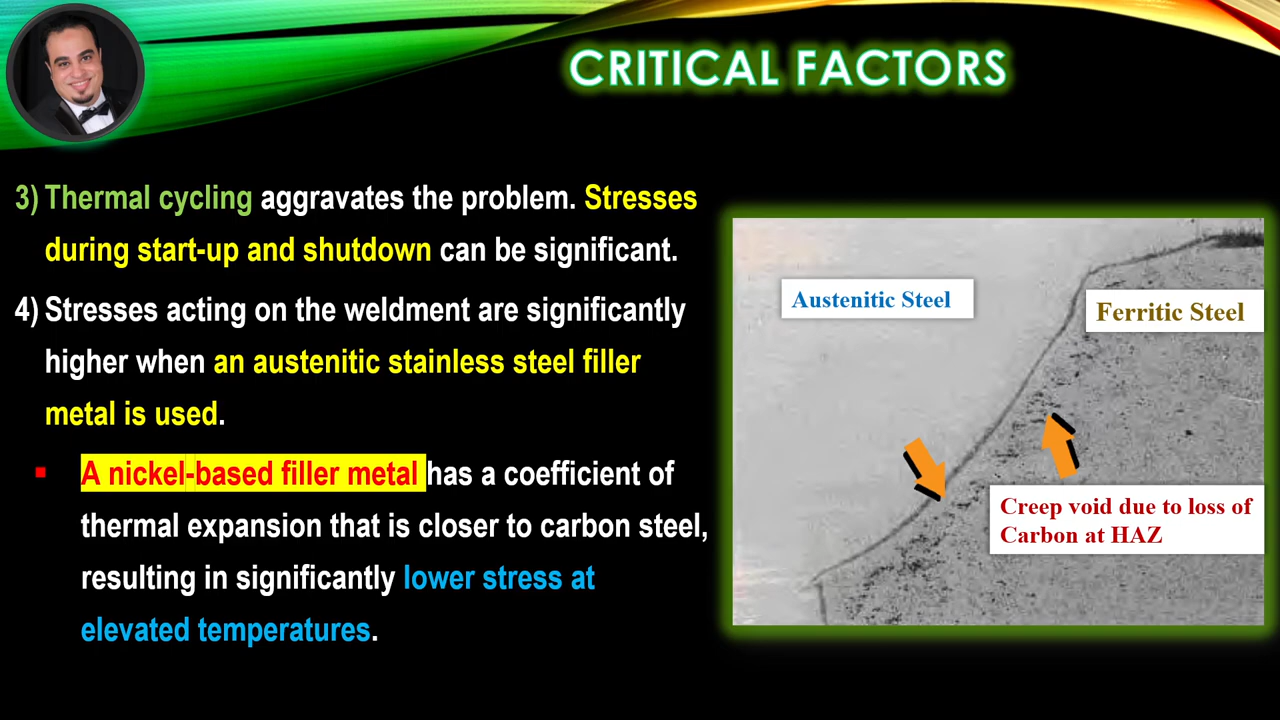 CRITICAL FACTORS
3) Thermal cycling aggravates the problem. Stresses
during start-up and shutdown can be significant.
4) Stresses acting on the weldment are significantly
higher when an austenitic stainless steel filler
metal is used.
▪ A nickel-based filler metal has a coefficient of
thermal expansion that is closer to carbon steel,
resulting in significantly lower stress at
elevated temperatures.
Austenitic Steel
Ferritic Steel
Creep void due to loss of
Carbon at HAZ